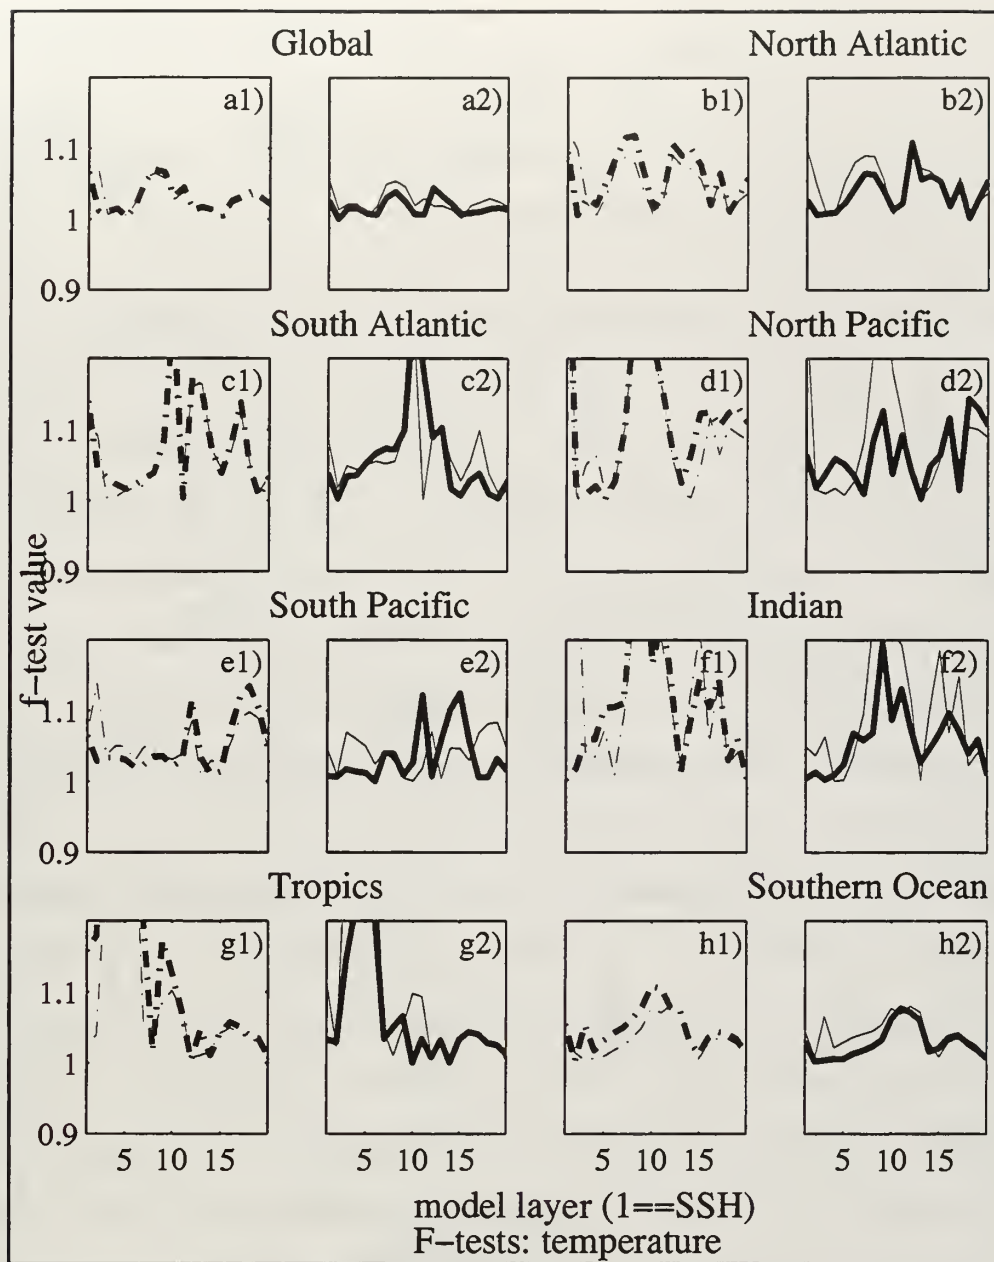 Global
North Atlantic
a1)
a2)
b1)
b2)
1.1
1
0.9
South Atlantic
North Pacific
c1)
c2)
d1)
d2)
1.1
1
0.9
South Pacific
Indian
e1)
e2)
f1)
f2)
1.1
1
0.9
Tropics
Southern Ocean
g1)
g2)
h1)
h2)
1.1
1
0.9
f-test value
5 10 15
5 10 15
5 10 15
5 10 15
model layer (1==SSH)
F-tests: temperature